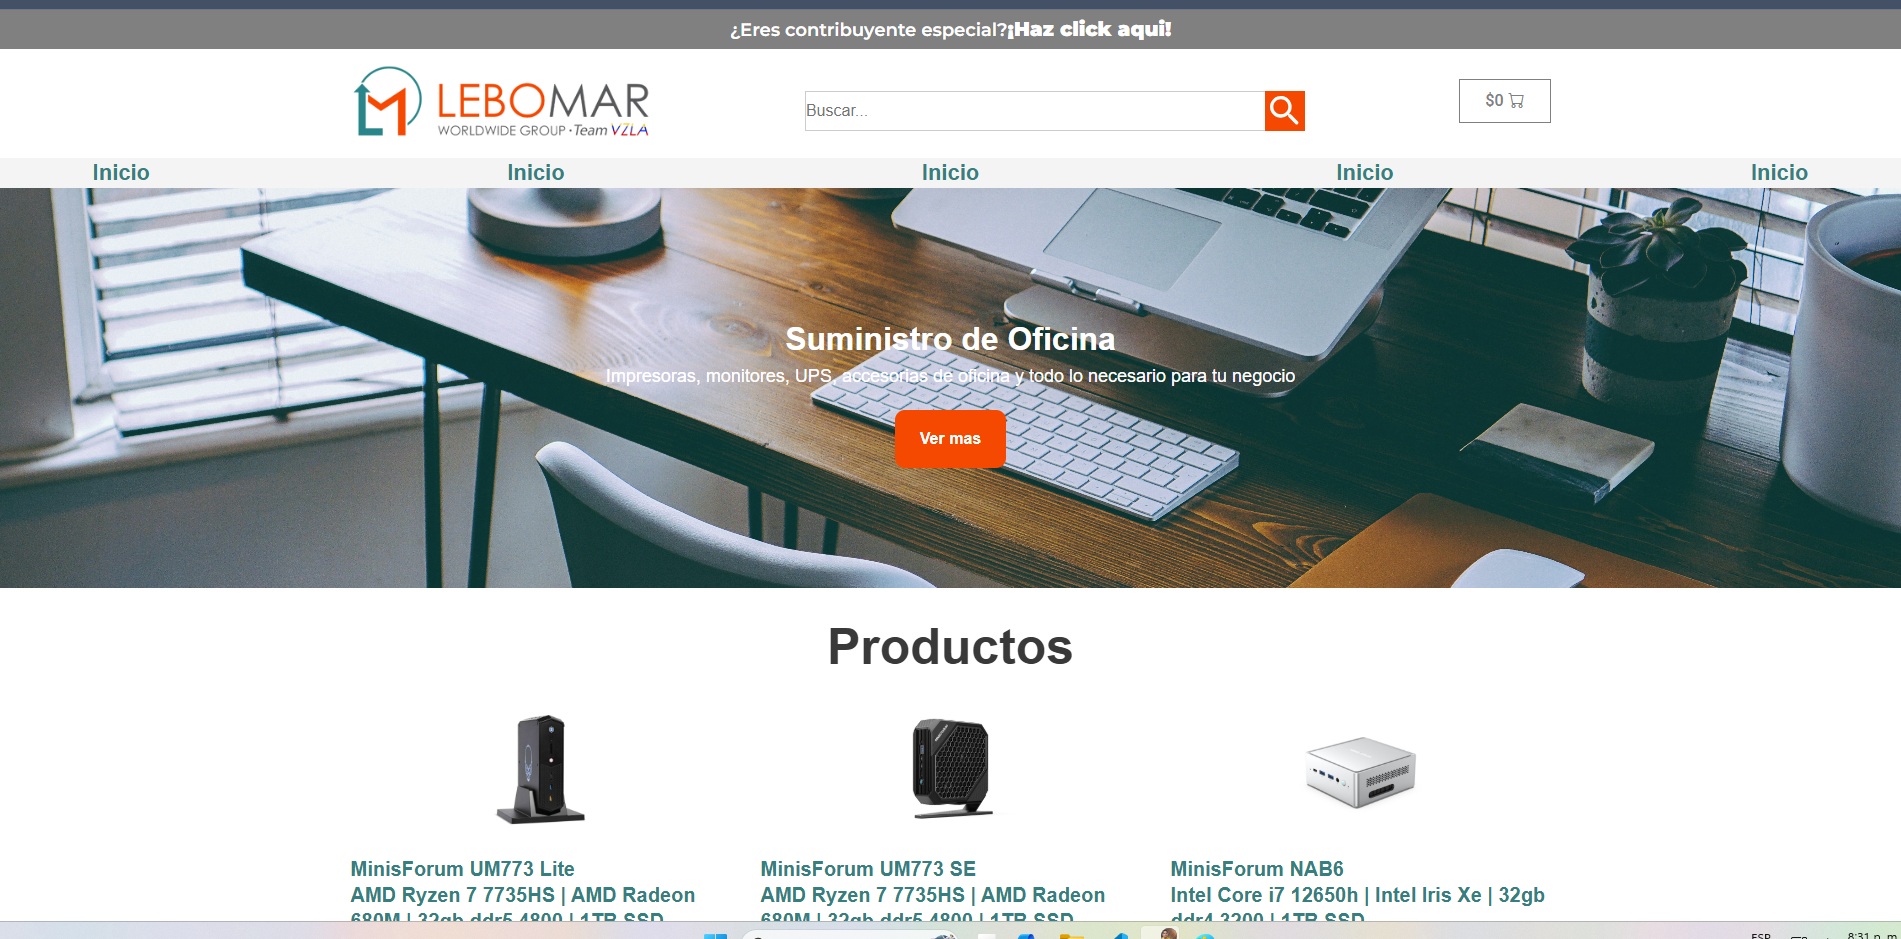 ¿Eres contribuyente especial?¡Haz click aqui!
LEBOMAR
WORLDWIDE GROUP • Team VZLA
Buscar...
$0
Inicio Inicio Inicio Inicio Inicio
Suministro de Oficina
Impresoras, monitores, UPS, accesorias de oficina y todo lo necesario para tu negocio
Ver mas
Productos
MinisForum UM773 Lite
AMD Ryzen 7 7735HS | AMD Radeon
680M | 32gb ddr5 4800 | 1TB SSD
MinisForum UM773 SE
AMD Ryzen 7 7735HS | AMD Radeon
680M | 32gb ddr5 4800 | 1TB SSD
MinisForum NAB6
Intel Core i7 12650h | Intel Iris Xe | 32gb
ddr4 3200 | 1TB SSD
ESP
8:31 p. m.